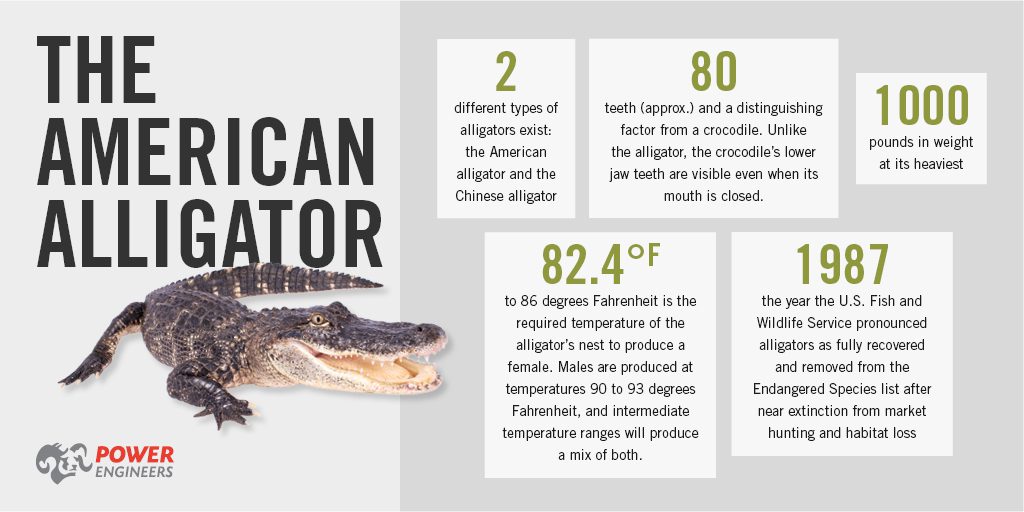 THE
AMERICAN
ALLIGATOR
2
different types of
alligators exist:
the American
alligator and the
Chinese alligator
80
teeth (approx.) and a distinguishing
factor from a crocodile. Unlike
the alligator, the crocodile's lower
jaw teeth are visible even when its
mouth is closed.
1000
pounds in weight
at its heaviest
82.4°F
to 86 degrees Fahrenheit is the
required temperature of the
alligator's nest to produce a
female. Males are produced at
temperatures 90 to 93 degrees
Fahrenheit, and intermediate
temperature ranges will produce
a mix of both.
1987
the year the U.S. Fish and
Wildlife Service pronounced
alligators as fully recovered
and removed from the
Endangered Species list after
near extinction from market
hunting and habitat loss
POWER
ENGINEERS